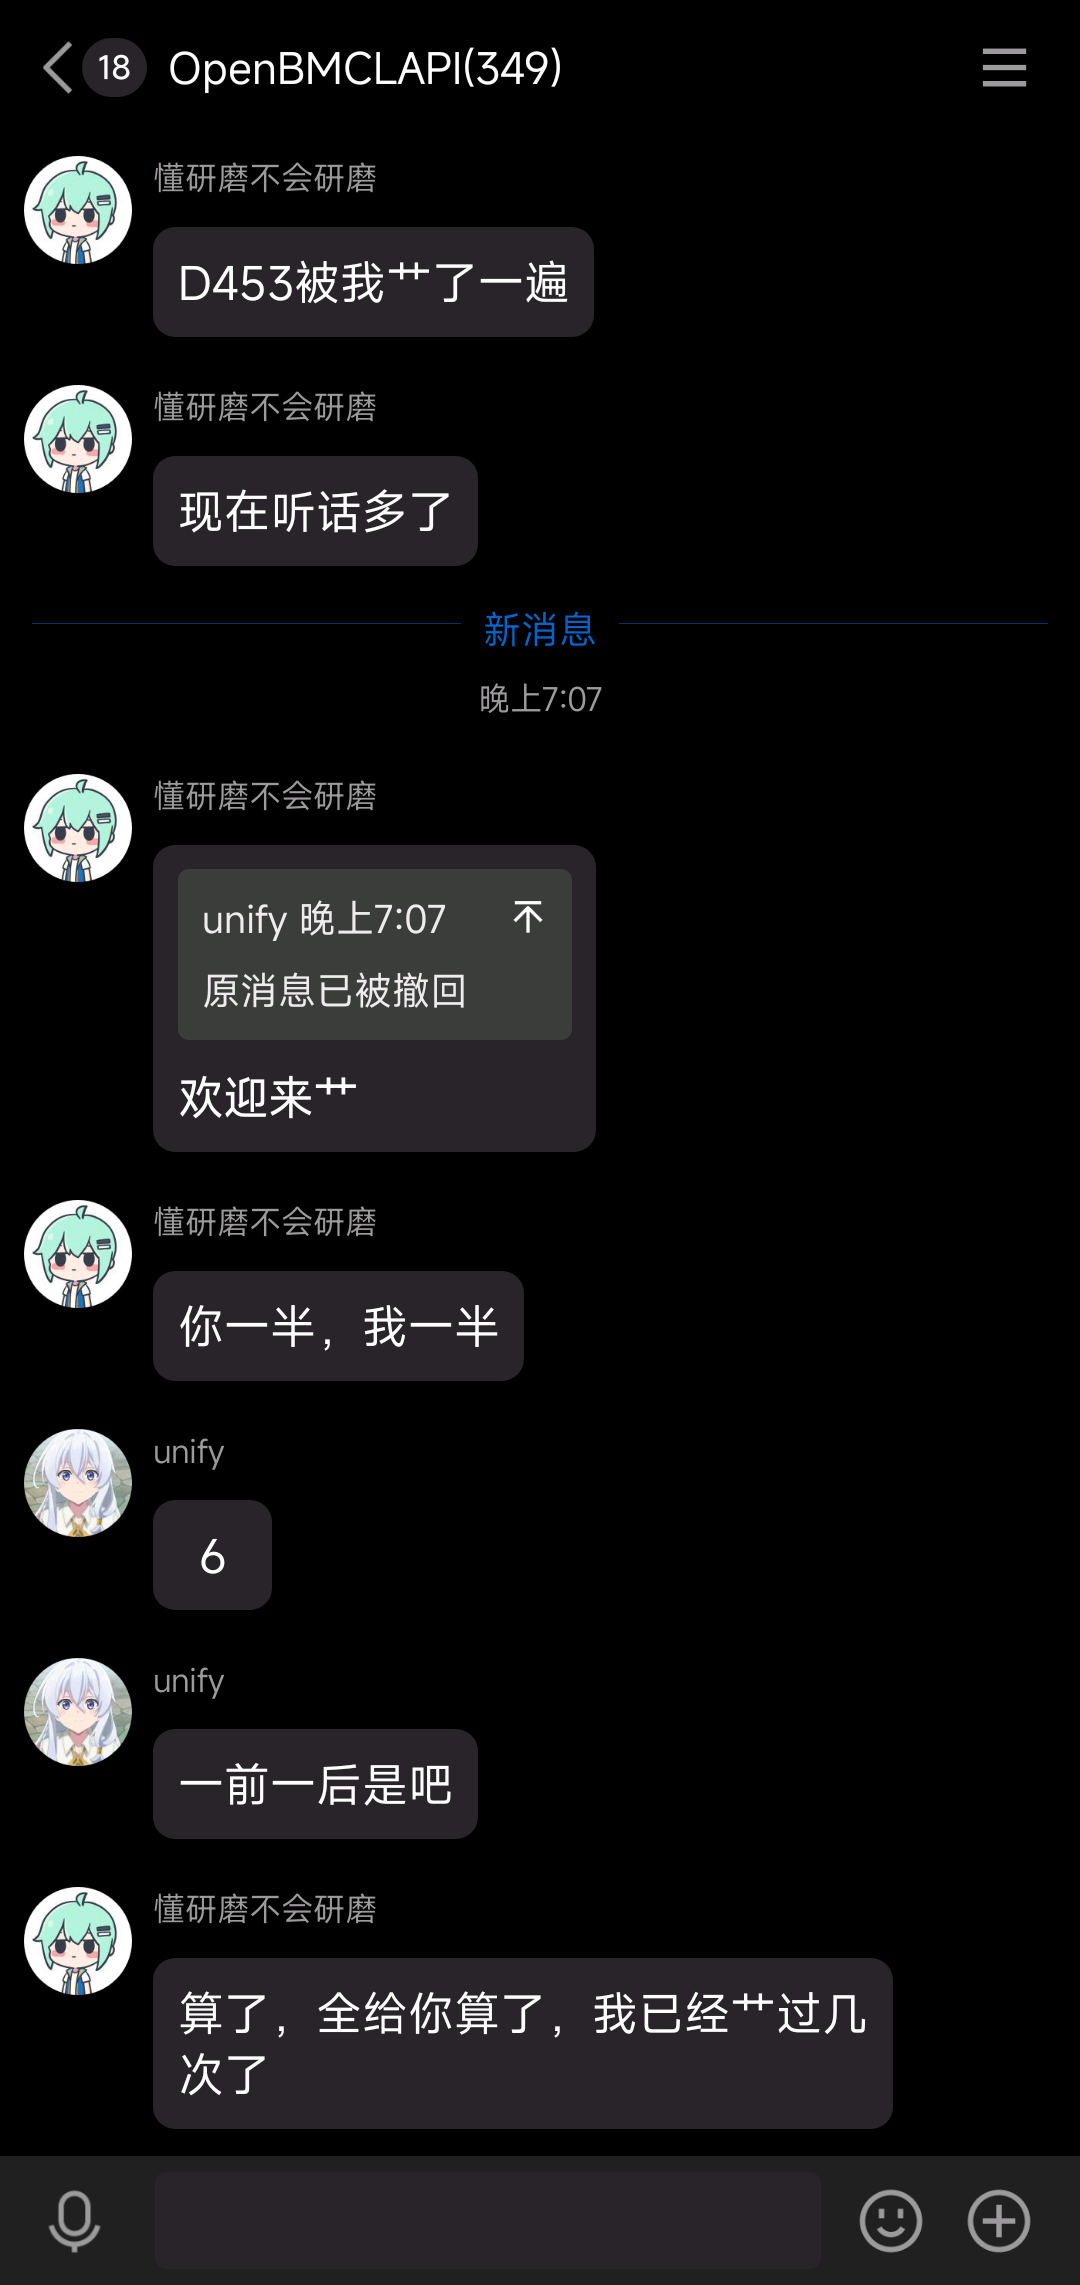 18 OpenBMCLAPI(349)
懂研磨不会研磨
D453被我艹了一遍
懂研磨不会研磨
现在听话多了
新消息
晚上7:07
懂研磨不会研磨
unify 晚上7:07
原消息已被撤回
欢迎来艹
懂研磨不会研磨
你一半，我一半
unify
6
unify
一前一后是吧
懂研磨不会研磨
算了，全给你算了，我已经艹过几
次了